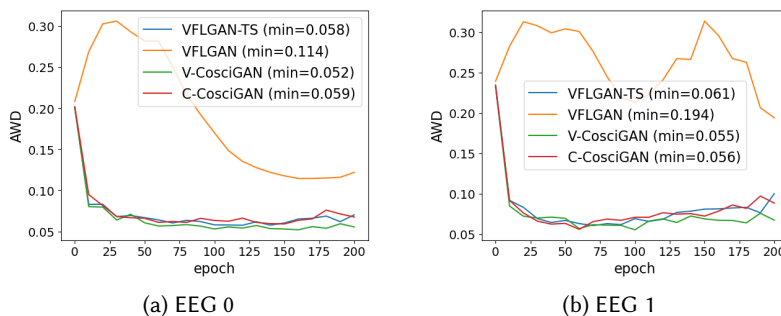 VFLGAN-TS (min=0.058)
VFLGAN (min=0.114)
V-CosciGAN (min=0.052)
C-CosciGAN (min=0.059)
AWD
0.30
0.25
0.20
0.15
0.10
0.05
0 25 50 75 100 125 150 175 200
epoch
(a) EEG 0
VFLGAN-TS (min=0.061)
VFLGAN (min=0.194)
V-CosciGAN (min=0.055)
C-CosciGAN (min=0.056)
AWD
0.30
0.25
0.20
0.15
0.10
0.05
0 25 50 75 100 125 150 175 200
epoch
(b) EEG 1